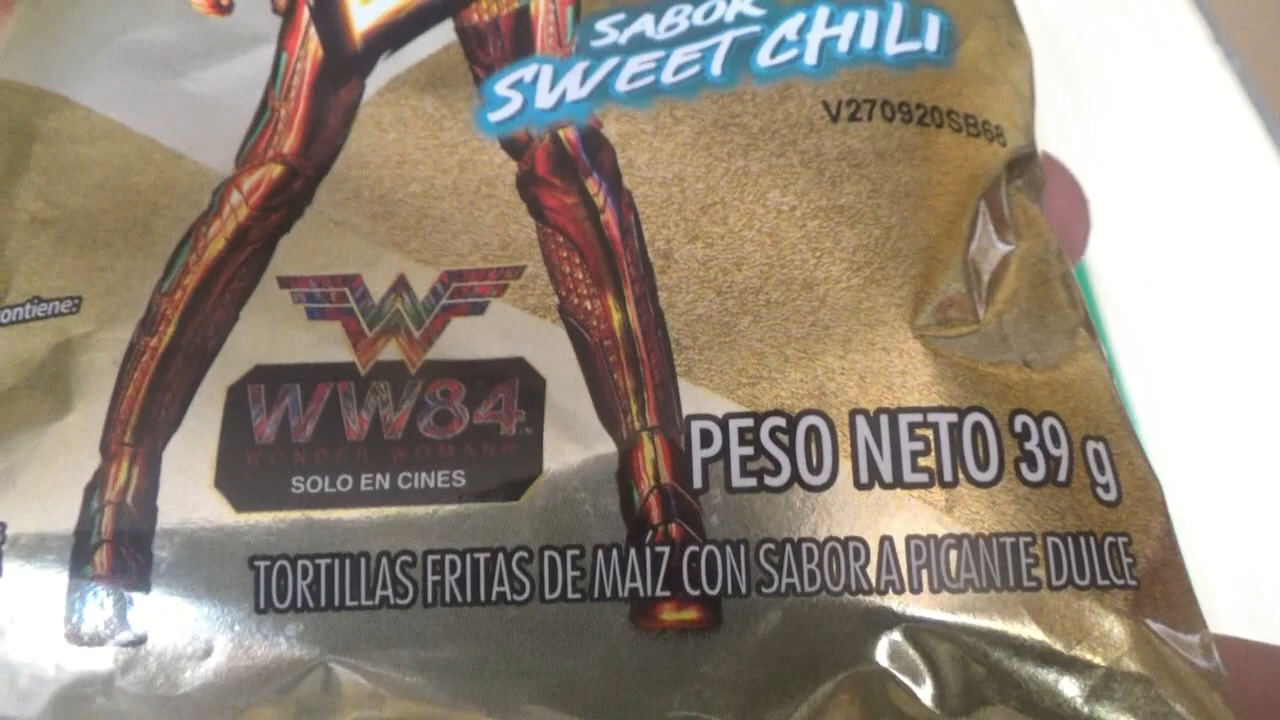 SABOR
SWEET CHILI
V270920SB68
ontiene:
WW84
WONDER WOMAN
SOLO EN CINES
PESO NETO 39 g
TORTILLAS FRITAS DE MAÍZ CON SABOR A PICANTE DULCE